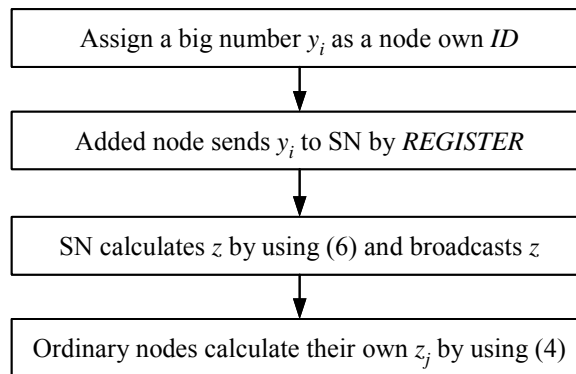 Assign a big number y_i as a node own ID
Added node sends y_i to SN by REGISTER
SN calculates z by using (6) and broadcasts z
Ordinary nodes calculate their own z_j by using (4)